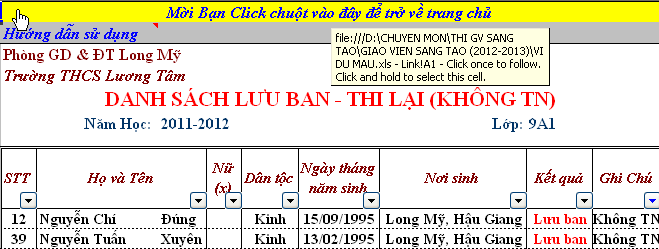 Mời Bạn Click chuột vào đây để trở về trang chủ
Hướng dẫn sử dụng
file:///D:\CHUYEN MON\THI GV SANG
TAO\GIAO VIEN SANG TAO (2012-2013)\VI
DU MAU.xls - Link!A1 - Click once to follow.
Click and hold to select this cell.
Phòng GD & ĐT Long Mỹ
Trường THCS Lương Tâm
DANH SÁCH LƯU BAN - THI LẠI (KHÔNG TN)
Năm Học: 2011-2012 Lớp: 9A1
STT Họ và Tên Nữ (x) Dân tộc Ngày tháng năm sinh Nơi sinh Kết quả Ghi Chú
12 Nguyễn Chí Đúng Kinh 15/09/1995 Long Mỹ, Hậu Giang Lưu ban Không TN
39 Nguyễn Tuấn Xuyên Kinh 13/02/1995 Long Mỹ, Hậu Giang Lưu ban Không TN